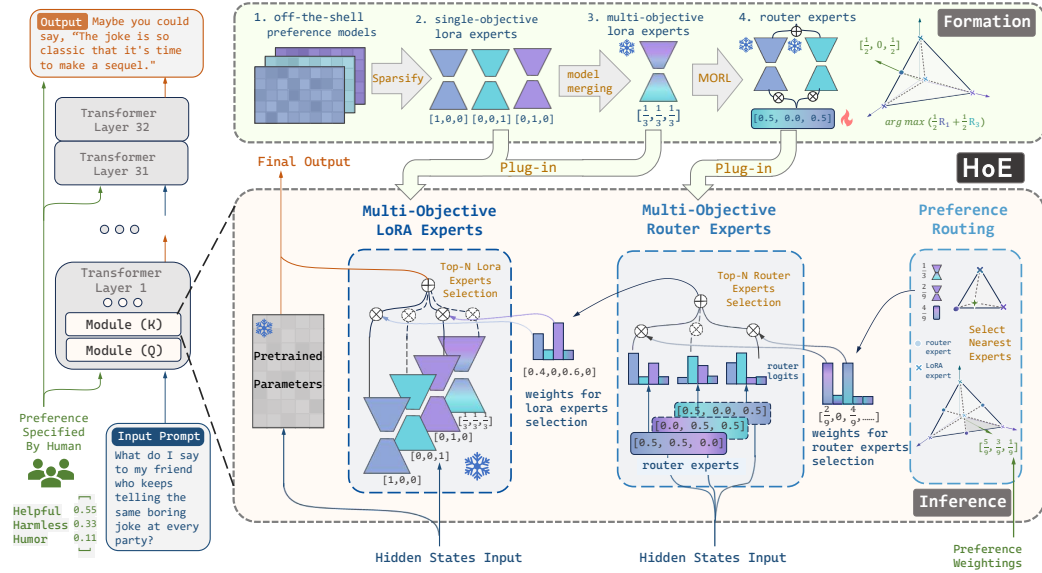 Output Maybe you could
say, “The joke is so
classic that it's time
to make a sequel."
Transformer
Layer 32
Transformer
Layer 31
Transformer
Layer 1
Module (K)
Module (Q)
Preference
Specified
By Human
Helpful 0.55
Harmless 0.33
Humor 0.11
Input Prompt
What do I say to
my friend
who keeps
telling the
same boring
joke at every
party?
Formation
1. off-the-shell
preference models
2. single-objective
lora experts
3. multi-objective
lora experts
4. router
experts
Sparsify
model
merging
MORL
[1,0,0]
[0,0,1]
[0,1,0]
[1/3,1/3,1/3]
[0.5, 0.0, 0.5]
[1/2, 0, 1/2]
arg max (1/2 R1 + 1/2 R3)
Plug-in
Plug-in
HoE
Final Output
Multi-Objective
LoRA Experts
Top-N Lora
Experts
Selection
Pretrained
Parameters
[1/3,1/3,1/3]
[0,1,0]
[0,0,1]
[1,0,0]
[0.4,0,0.6,0]
weights for
lora experts
selection
Hidden States Input
Multi-Objective
Router Experts
Top-N Router
Experts
Selection
router
logits
[0.5, 0.0, 0.5]
[0.0, 0.5, 0.5]
[0.5, 0.5, 0.0]
router experts
[2/9,0, 4/9,.....]
weights for
router experts
selection
Hidden States Input
Preference
Routing
1/3
2/9
4/9
Select
Nearest
Experts
router
expert
LoRA
expert
[5/9, 3/9, 1/9]
Inference
Preference
Weightings